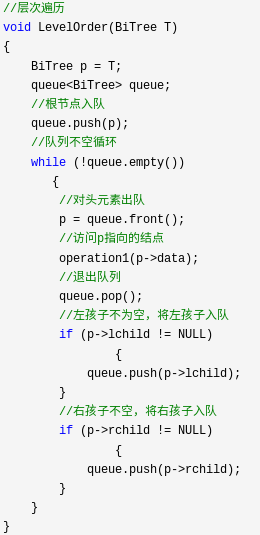 //层次遍历
void LevelOrder(BiTree T)
{
    BiTree p = T;
    queue<BiTree> queue;
    //根节点入队
    queue.push(p);
    //队列不空循环
    while (!queue.empty())
       {
        //对头元素出队
        p = queue.front();
        //访问p指向的结点
        operation1(p->data);
        //退出队列
        queue.pop();
        //左孩子不为空，将左孩子入队
        if (p->lchild != NULL)
                {
            queue.push(p->lchild);
        }
        //右孩子不空，将右孩子入队
        if (p->rchild != NULL)
                {
            queue.push(p->rchild);
        }
    }
}